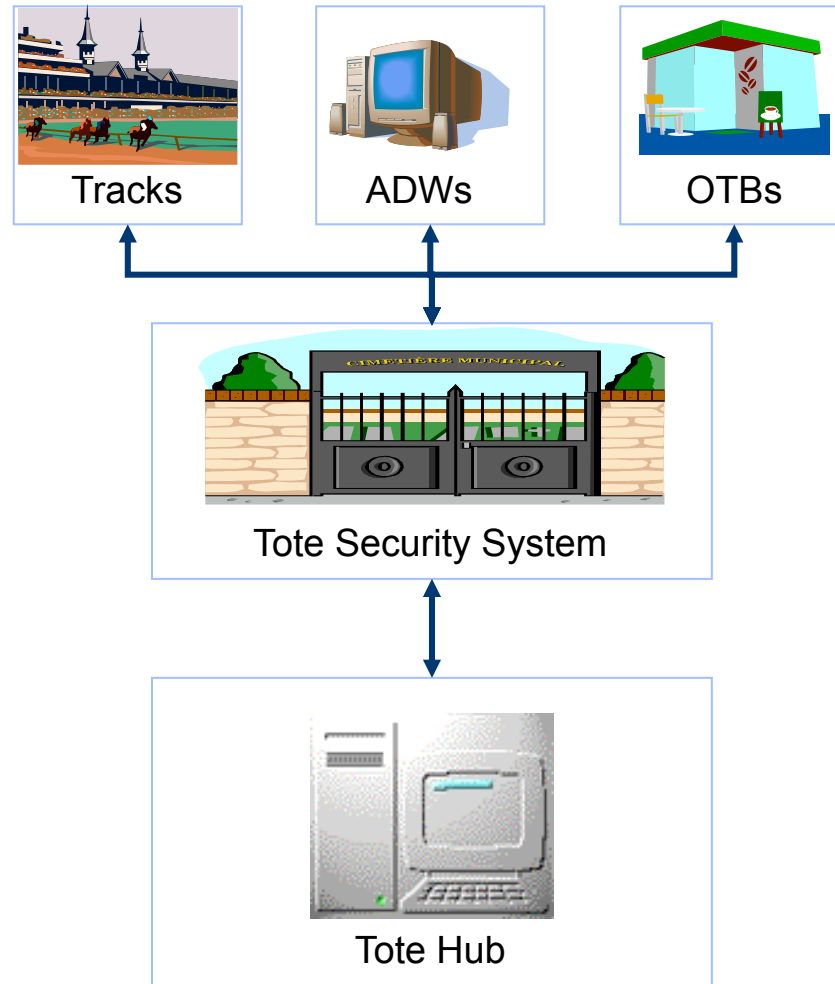 Tracks
ADWs
OTBs
CIMETIÈRE MUNICIPAL
Tote Security System
Tote Hub